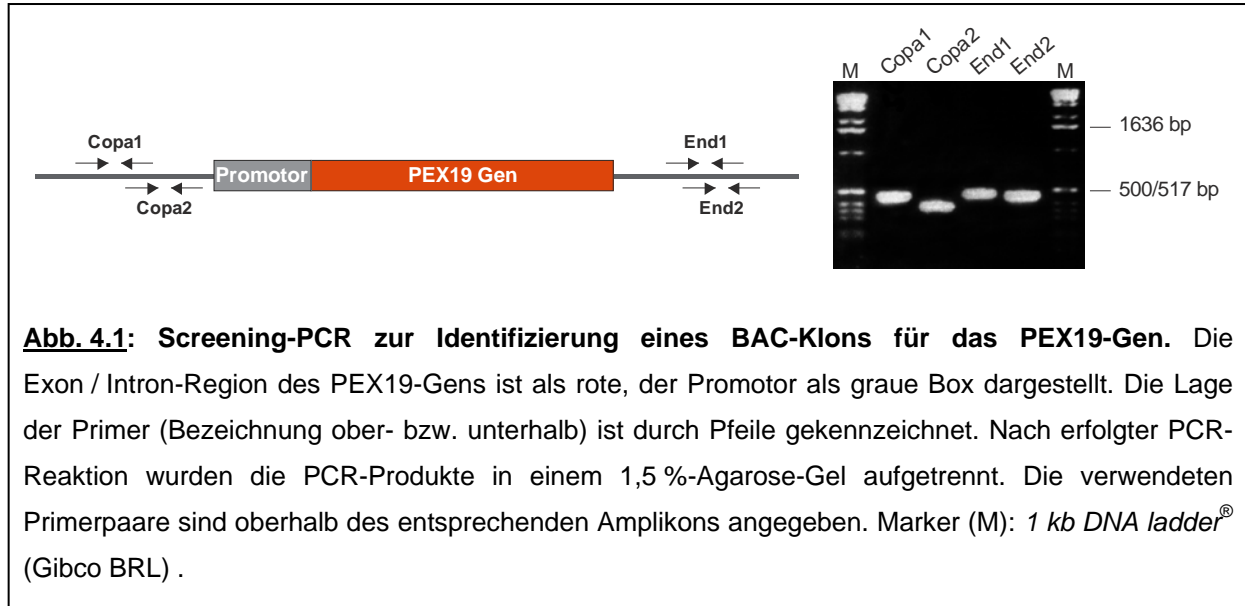 Copa1
Copa2
Promotor
PEX19 Gen
End1
End2
M
Copa1
Copa2
End1
End2
M
1636 bp
500/517 bp
Abb. 4.1: Screening-PCR zur Identifizierung eines BAC-Klons für das PEX19-Gen. Die
Exon / Intron-Region des PEX19-Gens ist als rote, der Promotor als graue Box dargestellt. Die Lage
der Primer (Bezeichnung ober- bzw. unterhalb) ist durch Pfeile gekennzeichnet. Nach erfolgter PCR-
Reaktion wurden die PCR-Produkte in einem 1,5 %-Agarose-Gel aufgetrennt. Die verwendeten
Primerpaare sind oberhalb des entsprechenden Amplikons angegeben. Marker (M): 1 kb DNA ladder®
(Gibco BRL) .